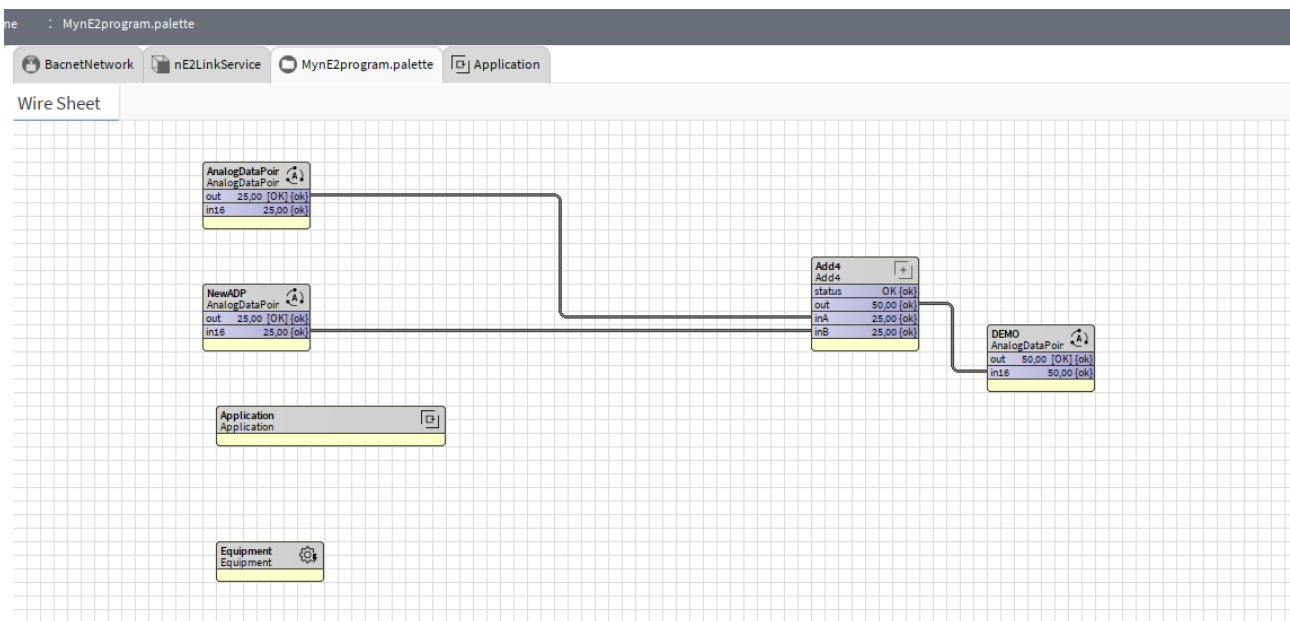 ne : MynE2program.palette
BacnetNetwork nE2LinkService MynE2program.palette Application
Wire Sheet
AnalogDataPoir
AnalogDataPoir
out 25,00 [OK] {ok}
in16 25,00 {ok}
NewADP
AnalogDataPoir
out 25,00 [OK] {ok}
in16 25,00 {ok}
Add4
Add4
status OK {ok}
out 50,00 {ok}
inA 25,00 {ok}
inB 25,00 {ok}
DEMO
AnalogDataPoir
out 50,00 [OK] {ok}
in16 50,00 {ok}
Application
Application
Equipment
Equipment